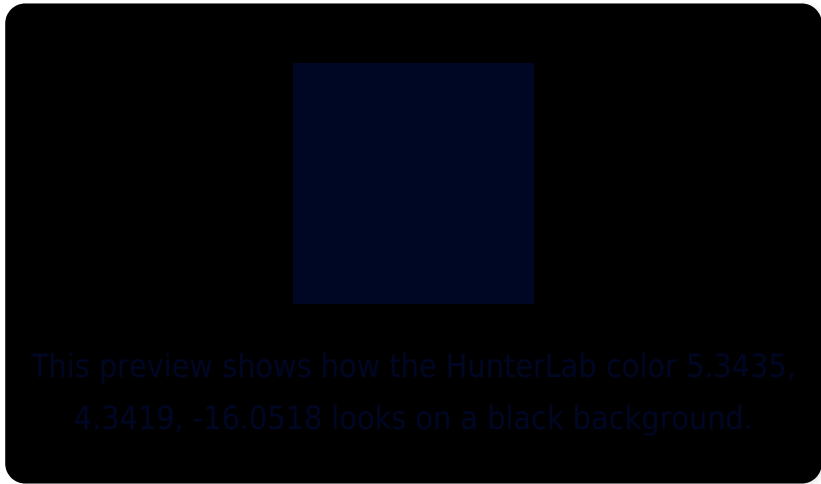 This preview shows how the HunterLab color 5.3435,
4.3419, -16.0518 looks on a black background.